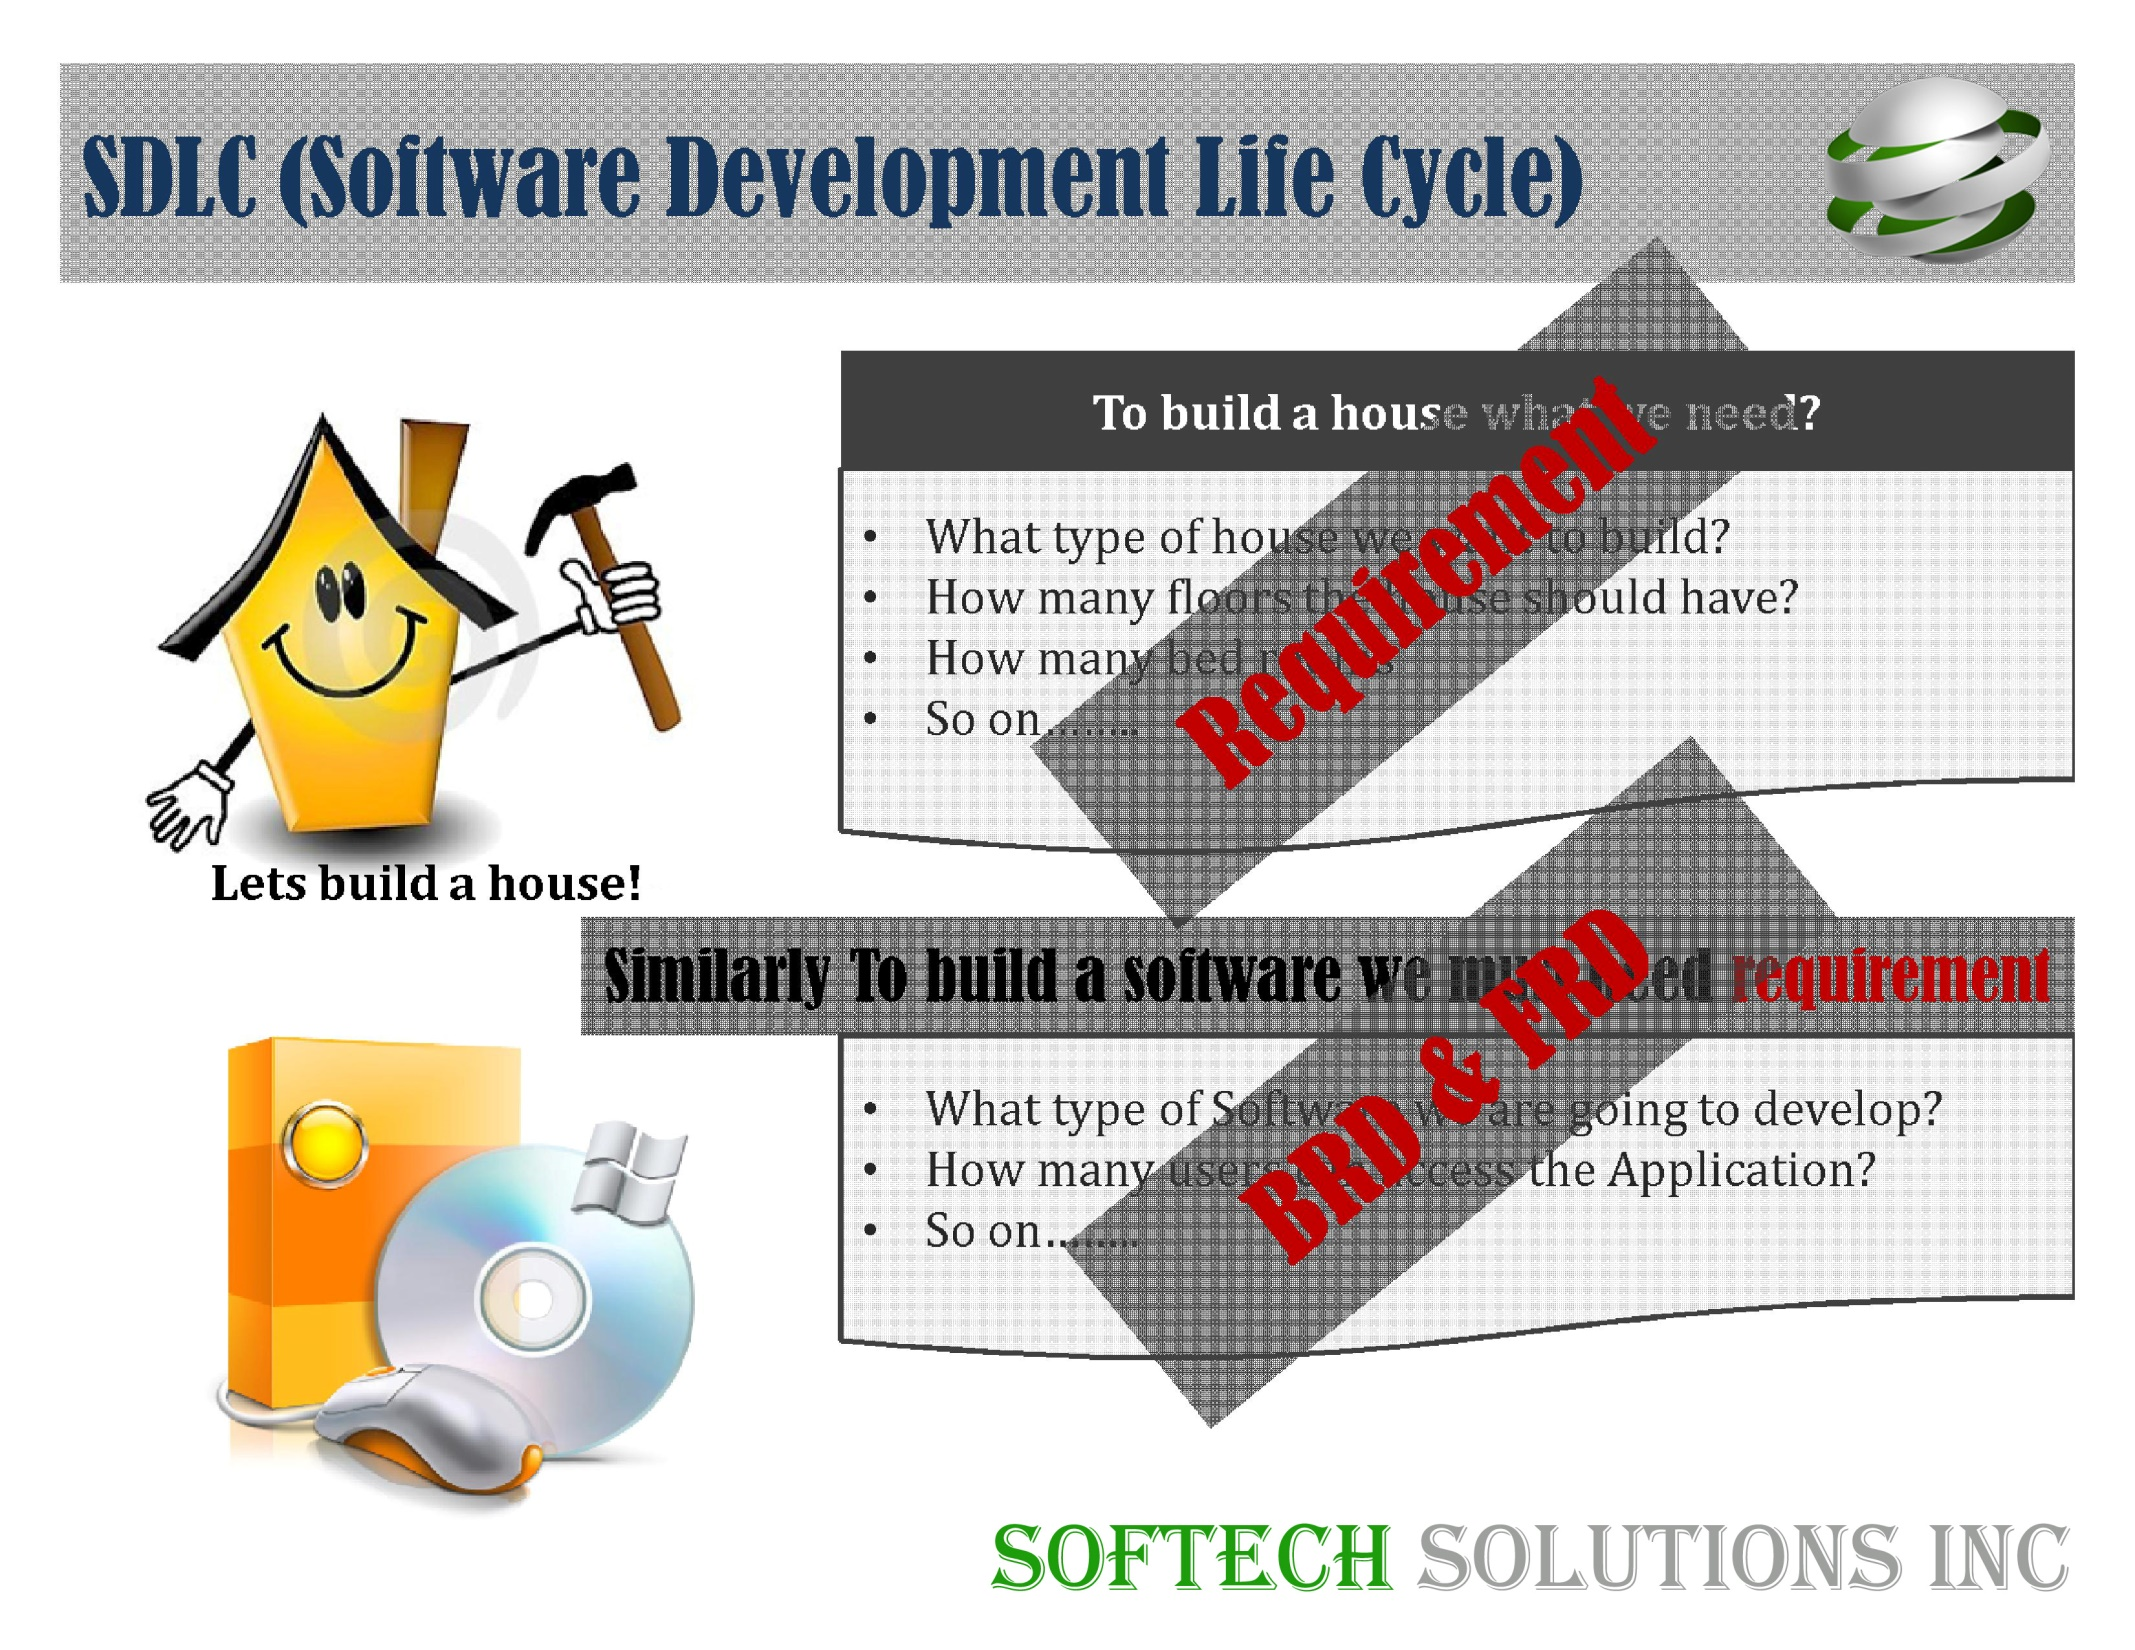 SDLC (Software Development Life Cycle)
To build a house what we need?
What type of house we to build?
How many floors the house should have?
How many bed rooms
So on........
Requirement
Lets build a house!
Similarly To build a software we must need requirement
What type of Software we are going to develop?
How many users can access the Application?
So on........
BRD & FRD
SOFTECH SOLUTIONS INC